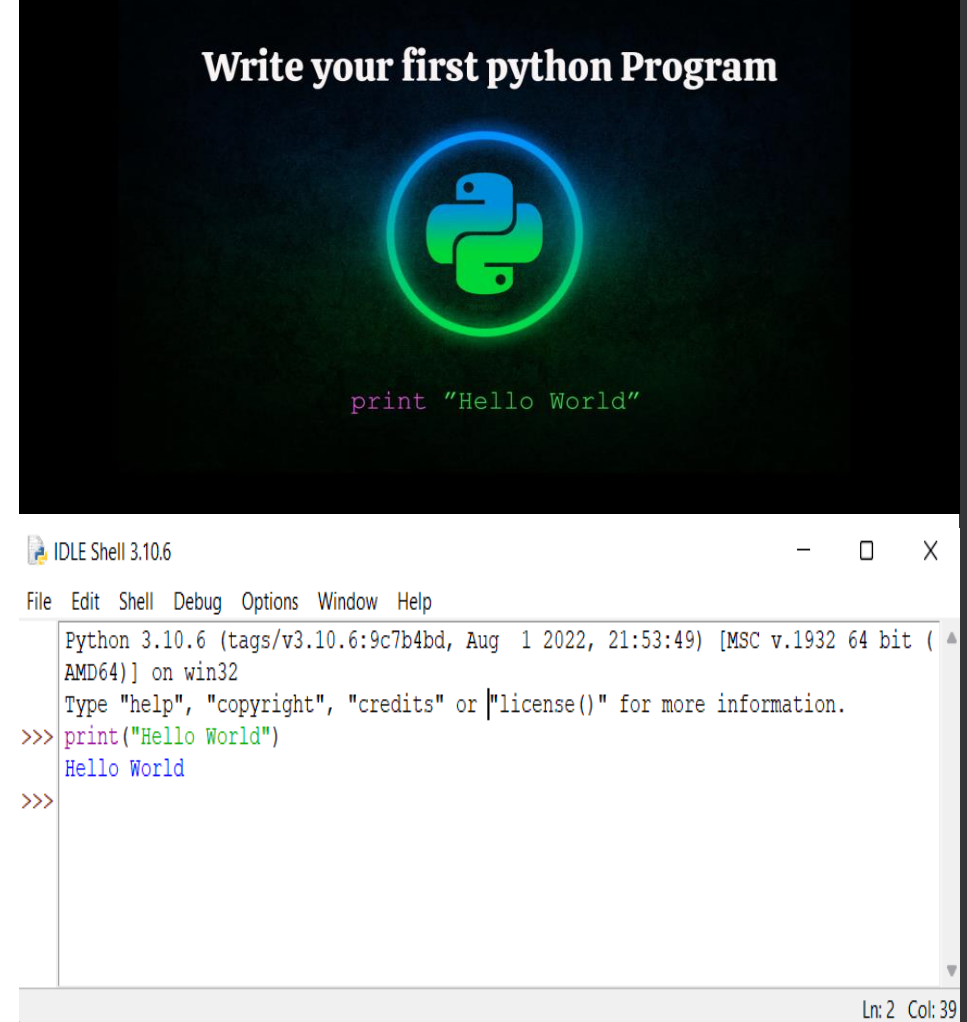 Write your first python Program
print ”Hello World”
IDLE Shell 3.10.6
File Edit Shell Debug Options Window Help
Python 3.10.6 (tags/v3.10.6:9c7b4bd, Aug  1 2022, 21:53:49) [MSC v.1932 64 bit (
AMD64)] on win32
Type "help", "copyright", "credits" or "license()" for more information.
>>> print("Hello World")
Hello World
>>>
Ln: 2 Col: 39